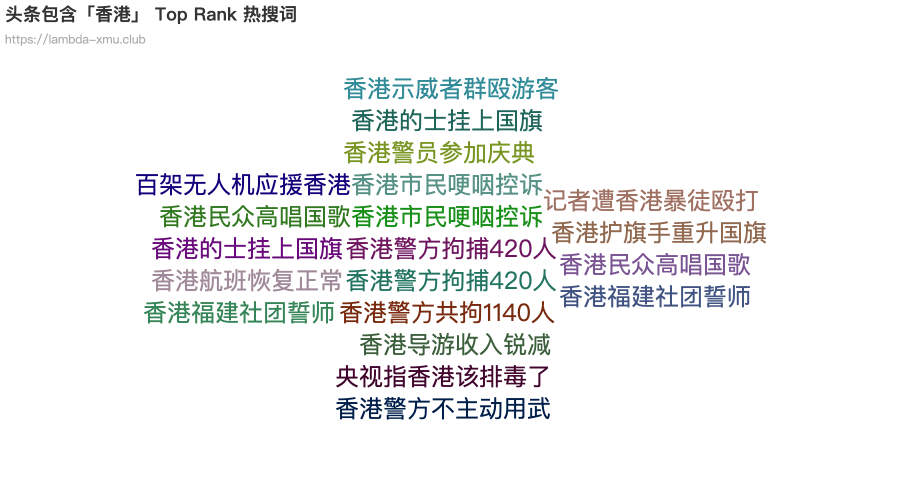 头条包含「香港」 Top Rank 热搜词
https://lambda-xmu.club
香港示威者群殴游客
香港的士挂上国旗
香港警员参加庆典
百架无人机应援香港
香港市民哽咽控诉
记者遭香港暴徒殴打
香港民众高唱国歌
香港市民哽咽控诉
香港护旗手重升国旗
香港的士挂上国旗
香港警方拘捕420人
香港民众高唱国歌
香港航班恢复正常
香港警方拘捕420人
香港福建社团誓师
香港福建社团誓师
香港警方共拘1140人
香港导游收入锐减
央视指香港该排毒了
香港警方不主动用武